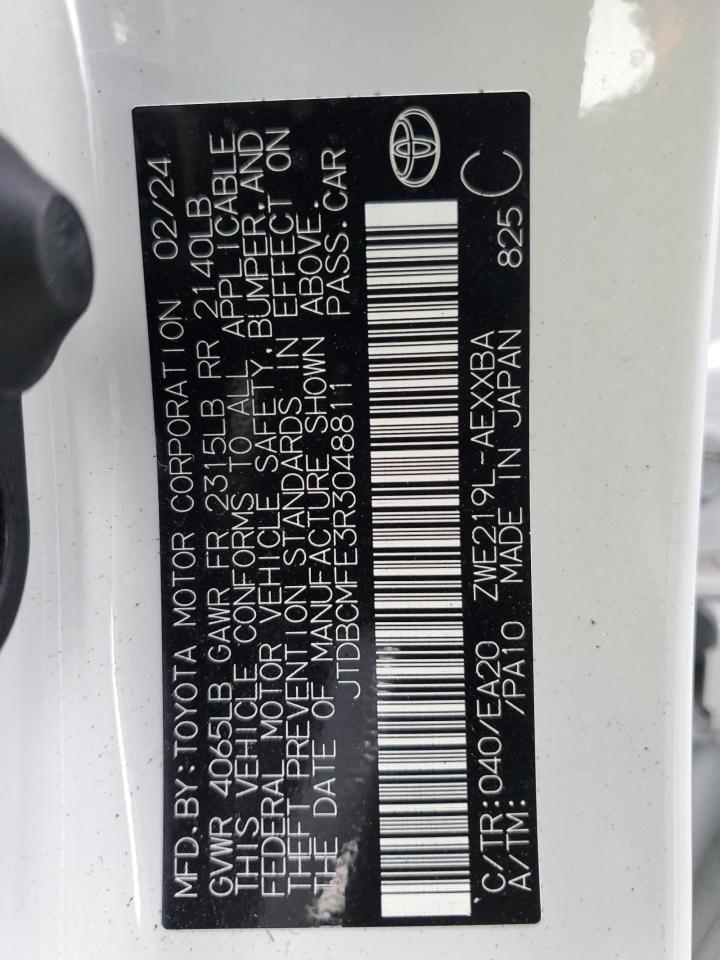 MFD.BY:TOYOTA MOTOR CORPORATION 02/24
GVWR 4065LB GAWR FR 2315LB RR 2140LB
THIS VEHICLE CONFORMS TO ALL APPLICABLE
FEDERAL MOTOR VEHICLE SAFETY,BUMPER,AND
THEFT PREVENTION STANDARDS IN EFFECT ON
THE DATE OF MANUFACTURE SHOWN ABOVE.
JTDBCMFE3R3048811 PASS.CAR
C/TR:040/EA20 ZWE219L-AEXXBA
A/TM: /PA10 MADE IN JAPAN 825 C